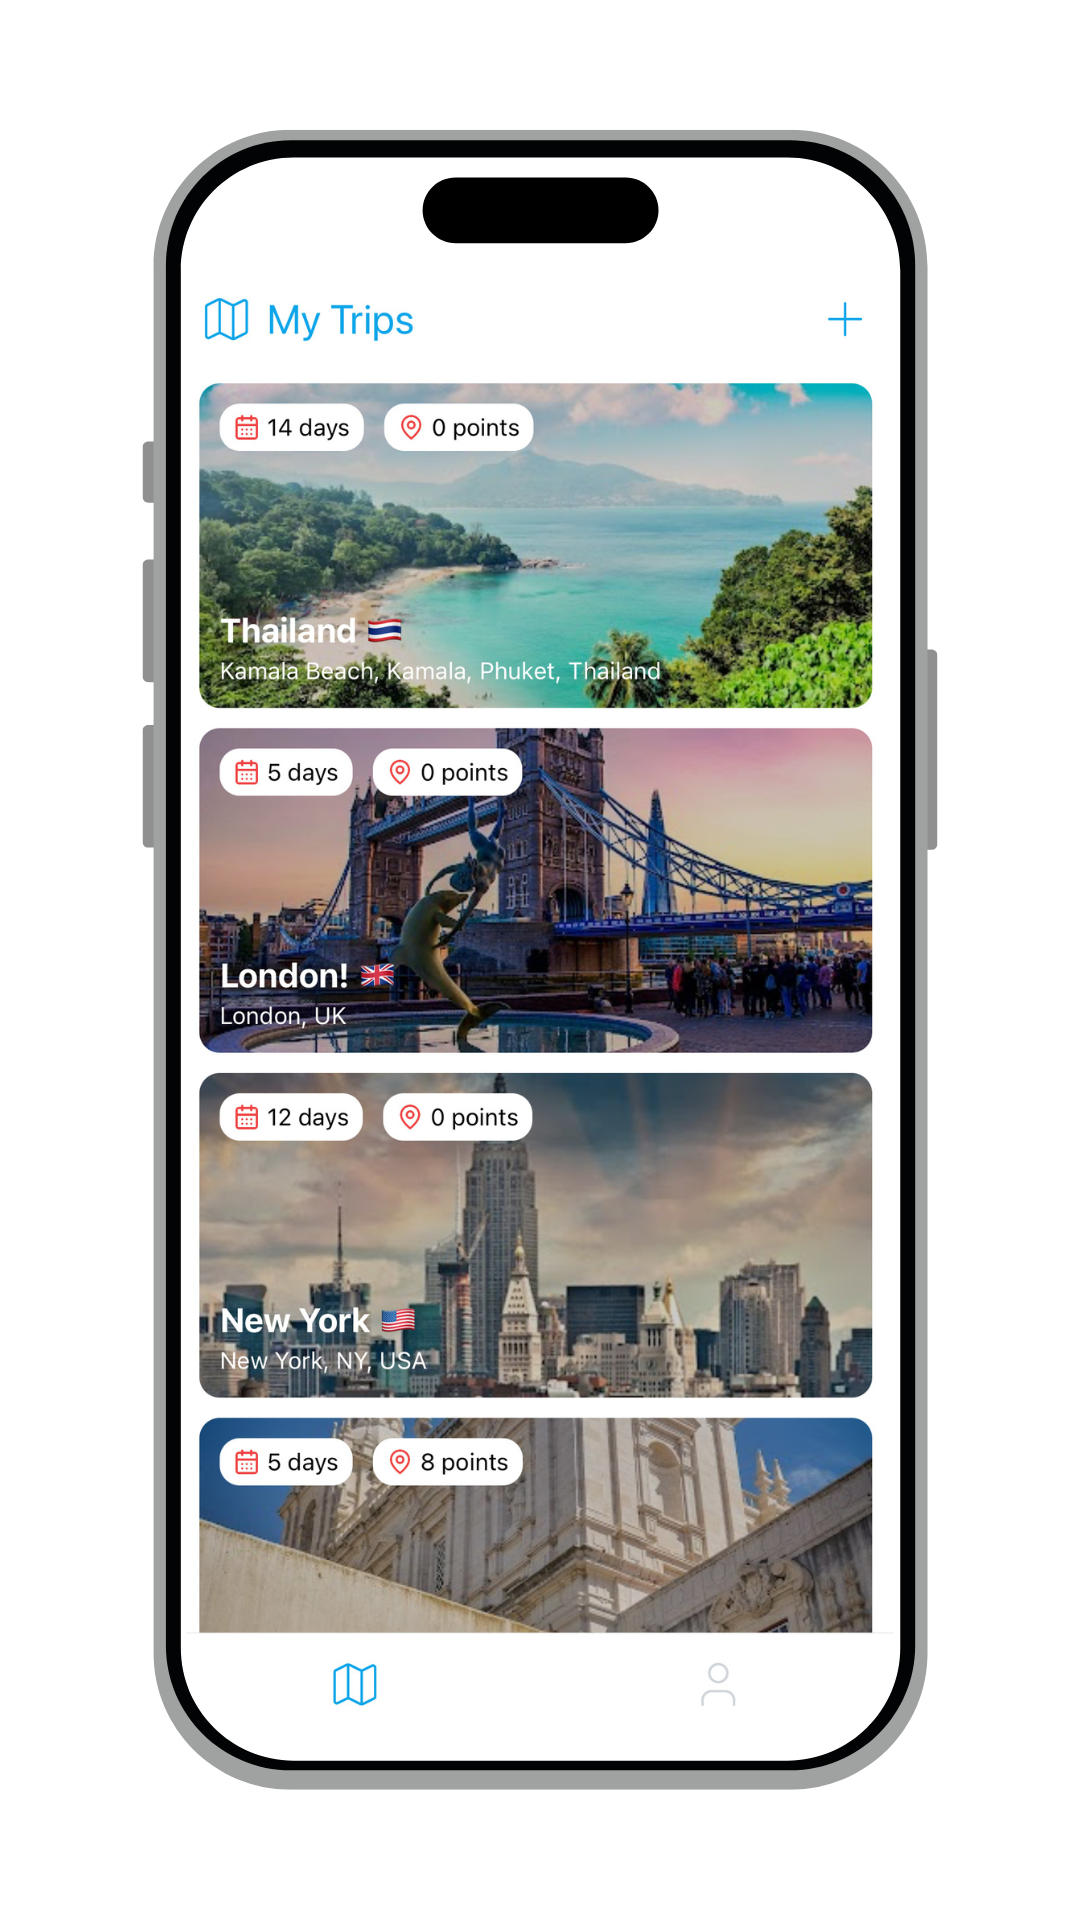 My Trips
14 days 0 points
Thailand 🇹🇭
Kamala Beach, Kamala, Phuket, Thailand
5 days 0 points
London! 🇬🇧
London, UK
12 days 0 points
New York 🇺🇸
New York, NY, USA
5 days 8 points